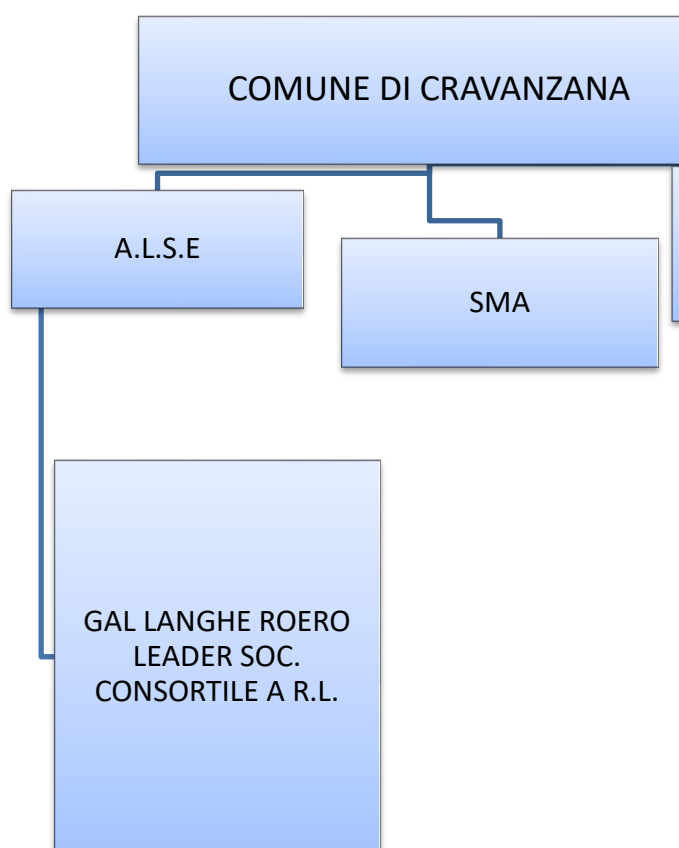 COMUNE DI CRAVANZANA
A.L.S.E
SMA
GAL LANGHE ROERO
LEADER SOC.
CONSORTILE A R.L.